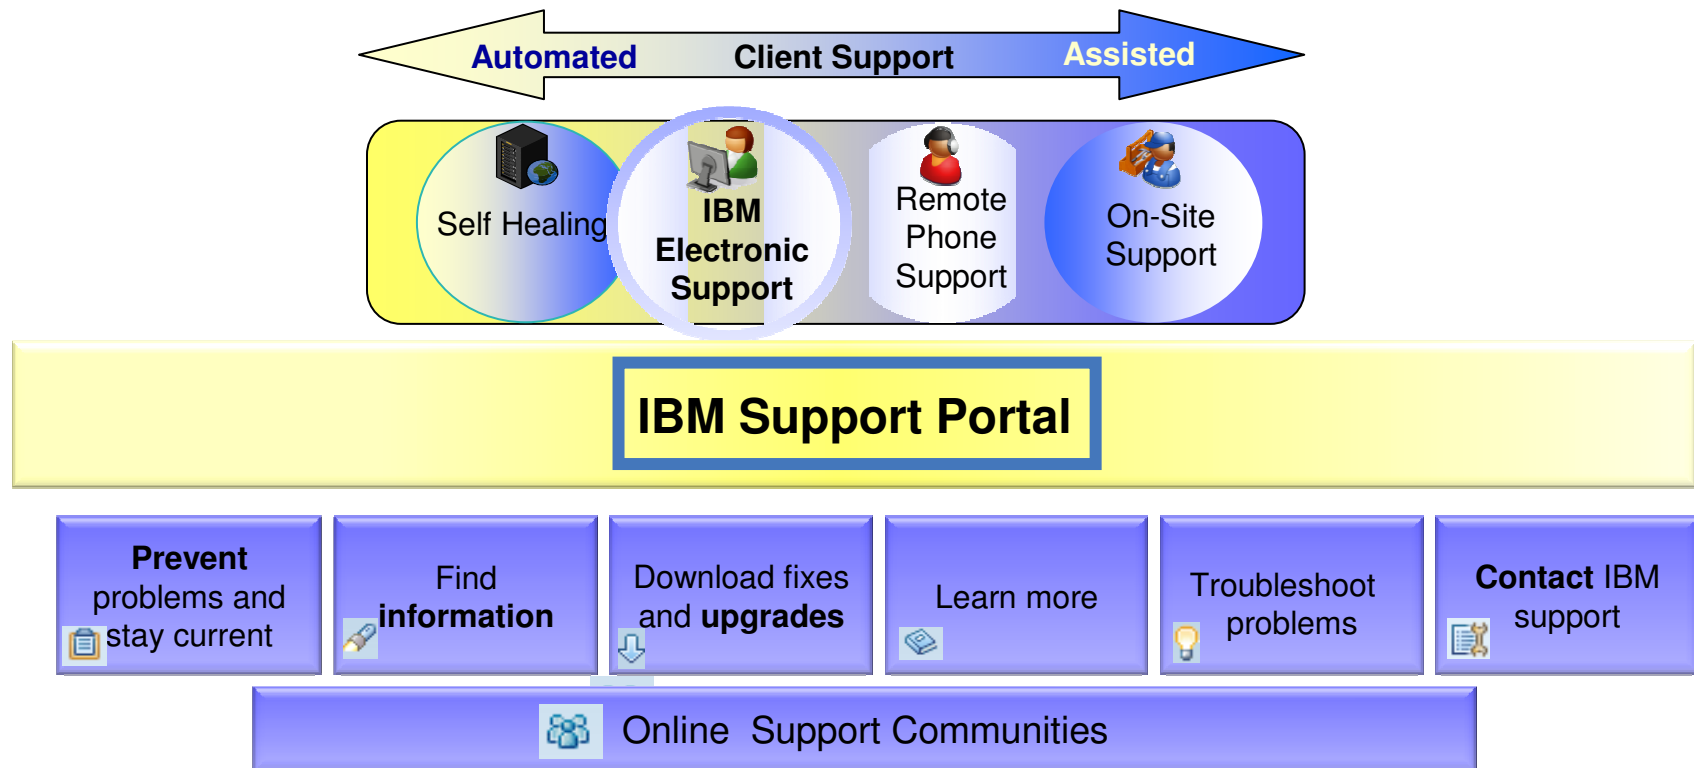 Automated Client Support Assisted
Self Healing
IBM
Electronic
Support
Remote
Phone
Support
On-Site
Support
IBM Support Portal
Prevent
problems and
stay current
Find
information
Download fixes
and upgrades
Learn more
Troubleshoot
problems
Contact IBM
support
Online Support Communities